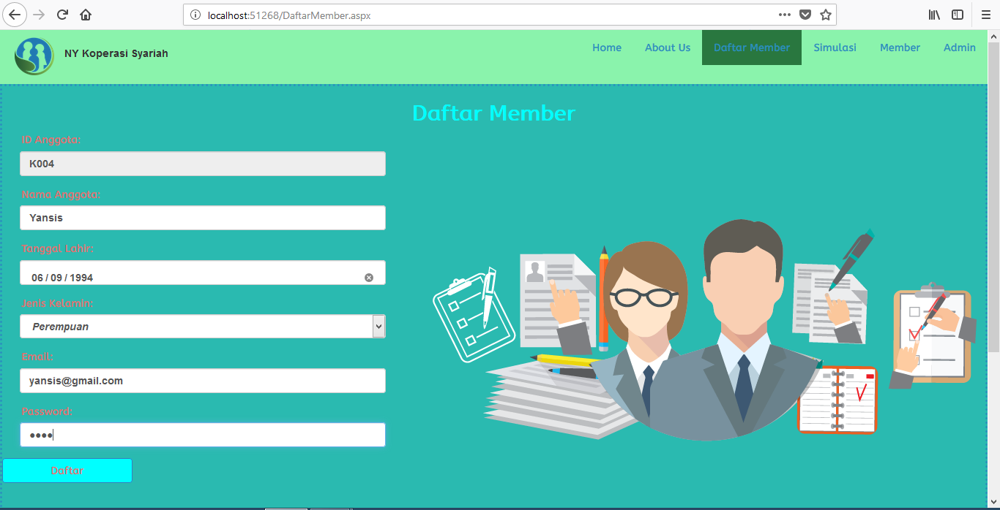 localhost:51268/DaftarMember.aspx
NY Koperasi Syariah
Home About Us Daftar Member Simulasi Member Admin
Daftar Member
ID Anggota:
K004
Nama Anggota:
Yansis
Tanggal Lahir:
06 / 09 / 1994
Jenis Kelamin:
Perempuan
Email:
yansis@gmail.com
Password:
●●●●
Daftar